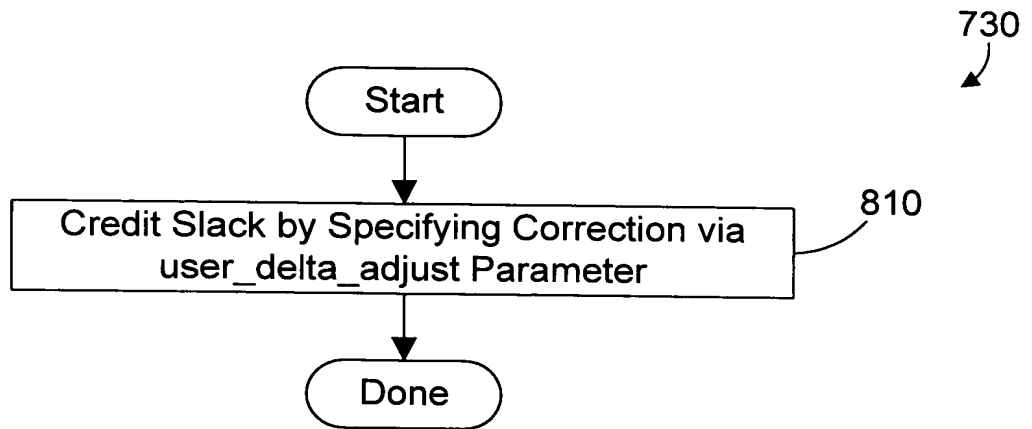 730
Start
Credit Slack by Specifying Correction via
user_delta_adjust Parameter
810
Done